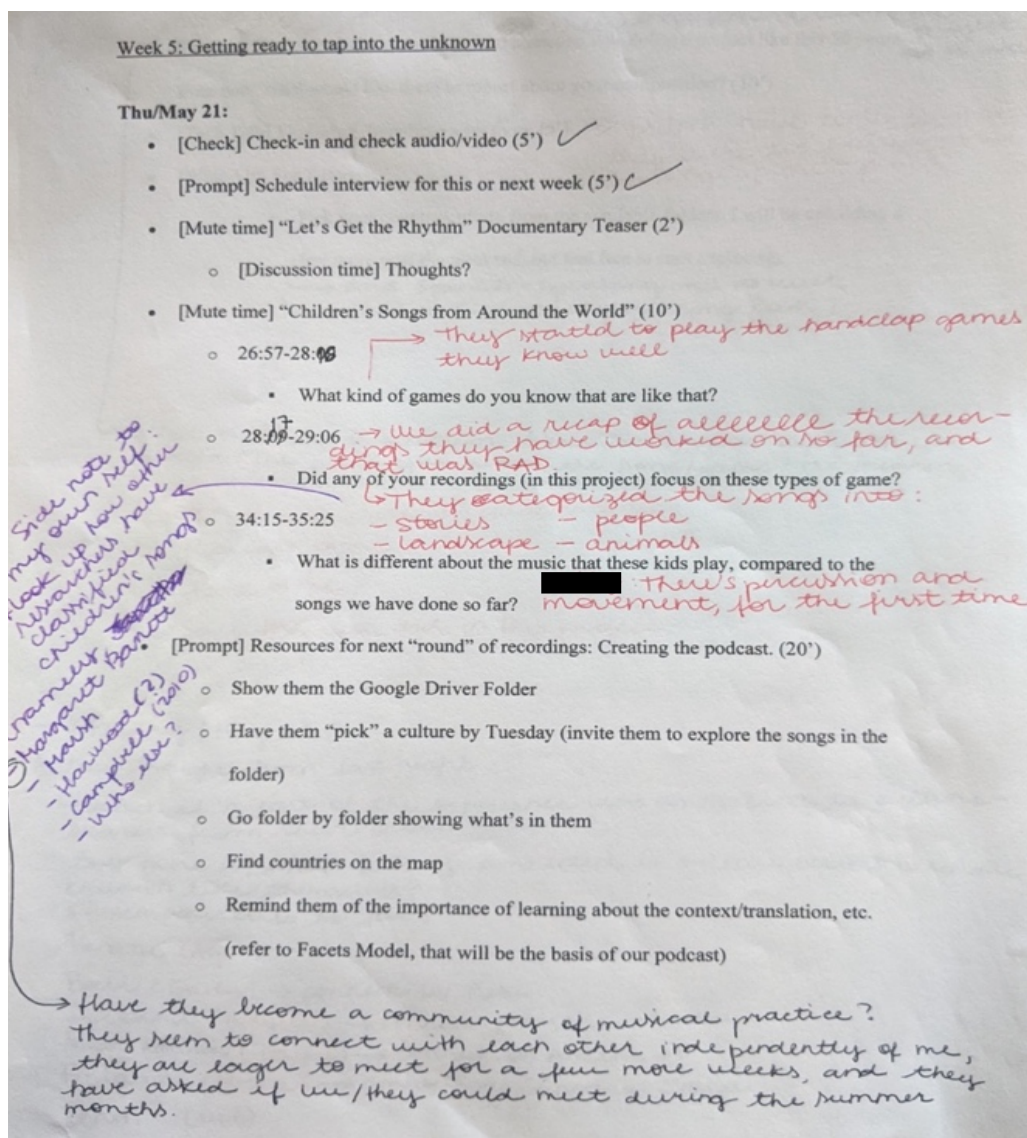 Week 5: Getting ready to tap into the unknown
Thu/May 21:
• [Check] Check-in and check audio/video (5’) ✓
• [Prompt] Schedule interview for this or next week (5’) ✓
• [Mute time] “Let’s Get the Rhythm” Documentary Teaser (2’)
o [Discussion time] Thoughts?
• [Mute time] “Children’s Songs from Around the World” (10’)
→ They started to play the handclap games
they know well
o 26:57-28:
▪ What kind of games do you know that are like that?
o 28:17-29:06 → we did a recap of aeeeeeeee the recor-
dings they have worked on so far, and
that was RAD
▪ Did any of your recordings (in this project) focus on these types of game?
↳ They categorized the songs into:
– stories – people
– landscape – animals
o 34:15-35:25
▪ What is different about the music that these kids play, compared to the
songs we have done so far?
: There's percussion and
movement, for the first time
• [Prompt] Resources for next “round” of recordings: Creating the podcast. (20’)
o Show them the Google Driver Folder
o Have them “pick” a culture by Tuesday (invite them to explore the songs in the
folder)
o Go folder by folder showing what’s in them
o Find countries on the map
o Remind them of the importance of learning about the context/translation, etc.
(refer to Facets Model, that will be the basis of our podcast)
Side note to
my own self:
look up how other
researchers have
classified
children's songs
namely
– Margaret Barrett
– Marsh
– Harwood (?)
– Campbell (2010)
– Who else?
→ Have they become a community of musical practice?
They seem to connect with each other independently of me,
they are eager to meet for a few more weeks, and they
have asked if we/they could meet during the summer
months.